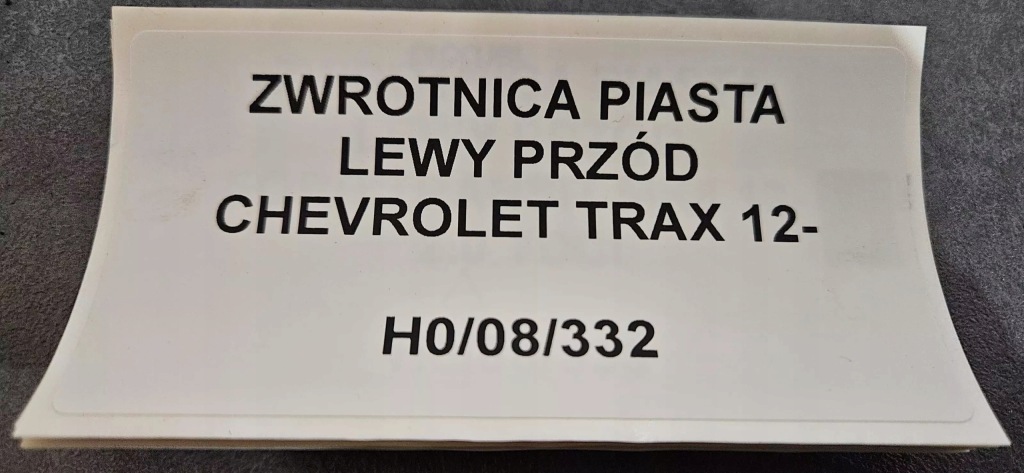 ZWROTNICA PIASTA
LEWY PRZÓD
CHEVROLET TRAX 12-
H0/08/332